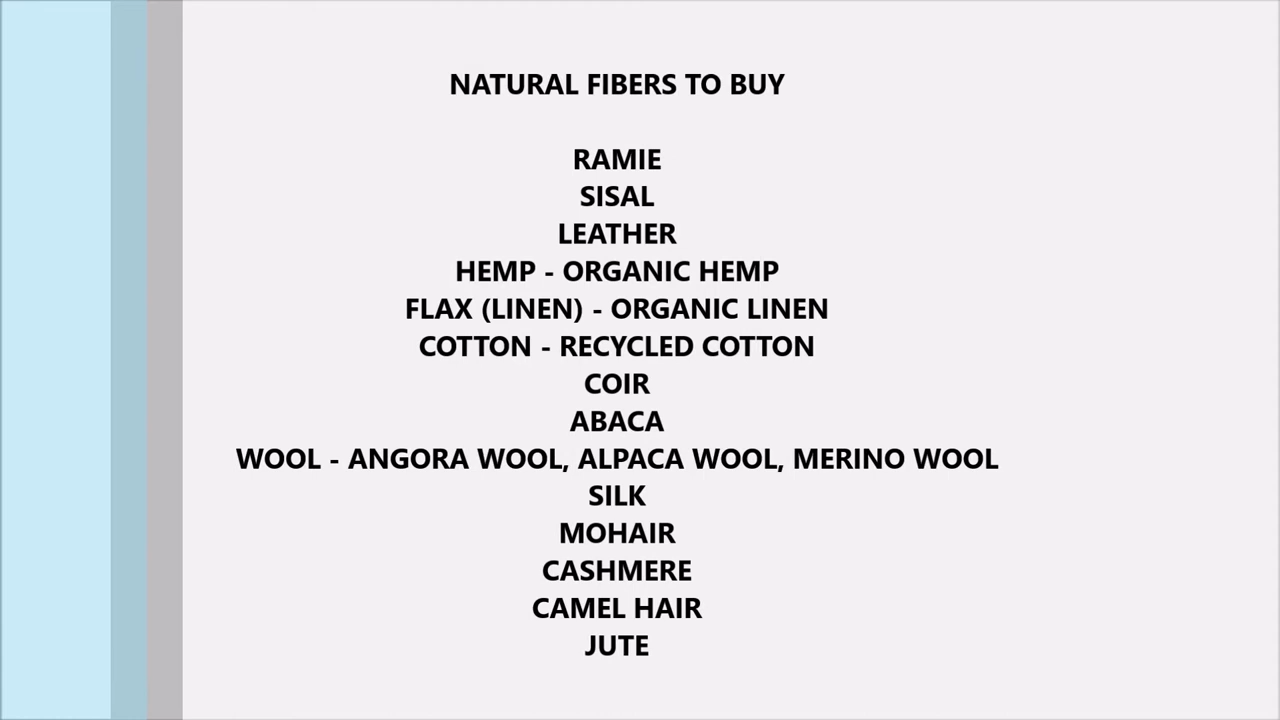 NATURAL FIBERS TO BUY
RAMIE
SISAL
LEATHER
HEMP - ORGANIC HEMP
FLAX (LINEN) - ORGANIC LINEN
COTTON - RECYCLED COTTON
COIR
ABACA
WOOL - ANGORA WOOL, ALPACA WOOL, MERINO WOOL
SILK
MOHAIR
CASHMERE
CAMEL HAIR
JUTE